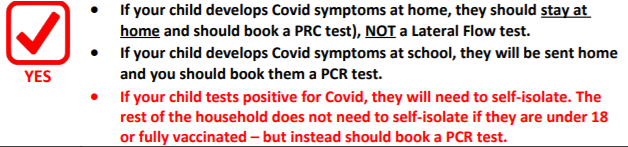 • If your child develops Covid symptoms at home, they should stay at
home and should book a PRC test), NOT a Lateral Flow test.
• If your child develops Covid symptoms at school, they will be sent home
and you should book them a PCR test.
YES
• If your child tests positive for Covid, they will need to self-isolate. The
rest of the household does not need to self-isolate if they are under 18
or fully vaccinated – but instead should book a PCR test.